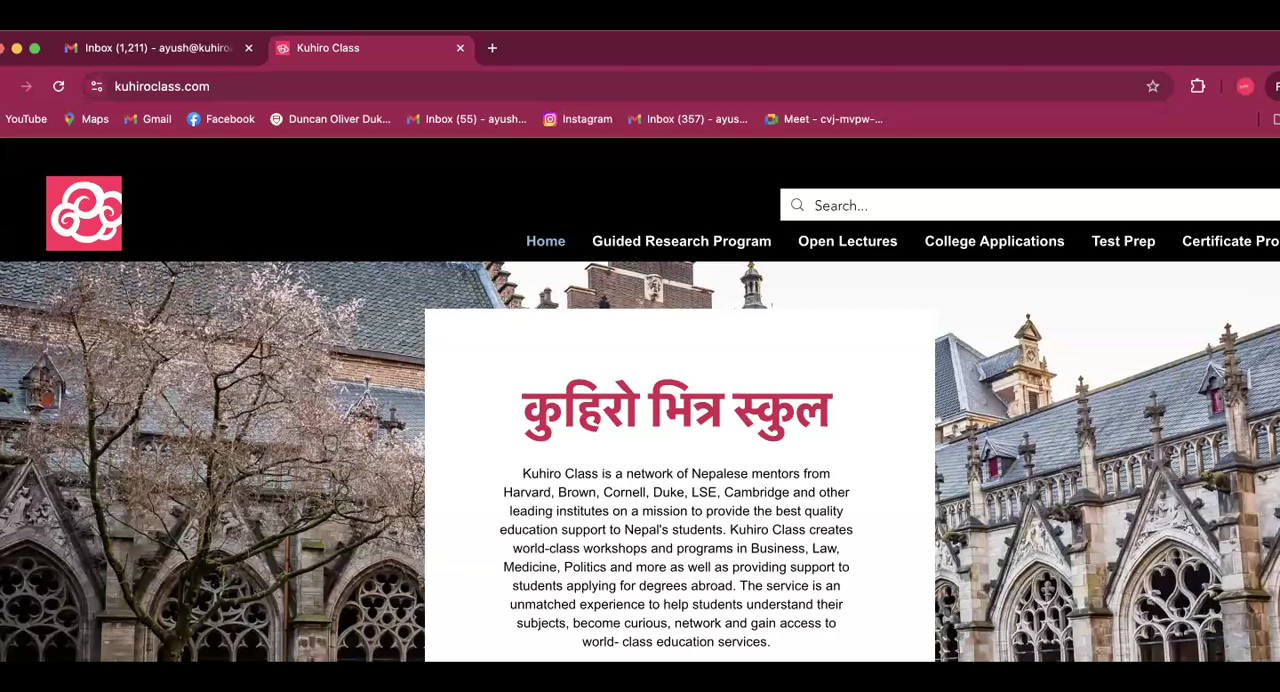 Inbox (1,211) - ayush@kuhiro
Kuhiro Class
kuhiroclass.com
YouTube
Maps
Gmail
Facebook
Duncan Oliver Duk...
Inbox (55) - ayush...
Instagram
Inbox (357) - ayus...
Meet - cvj-mvpw-...
Search...
Home
Guided Research Program
Open Lectures
College Applications
Test Prep
Certificate Pro
कुहिरो भित्र स्कुल
Kuhiro Class is a network of Nepalese mentors from
Harvard, Brown, Cornell, Duke, LSE, Cambridge and other
leading institutes on a mission to provide the best quality
education support to Nepal's students. Kuhiro Class creates
world-class workshops and programs in Business, Law,
Medicine, Politics and more as well as providing support to
students applying for degrees abroad. The service is an
unmatched experience to help students understand their
subjects, become curious, network and gain access to
world- class education services.